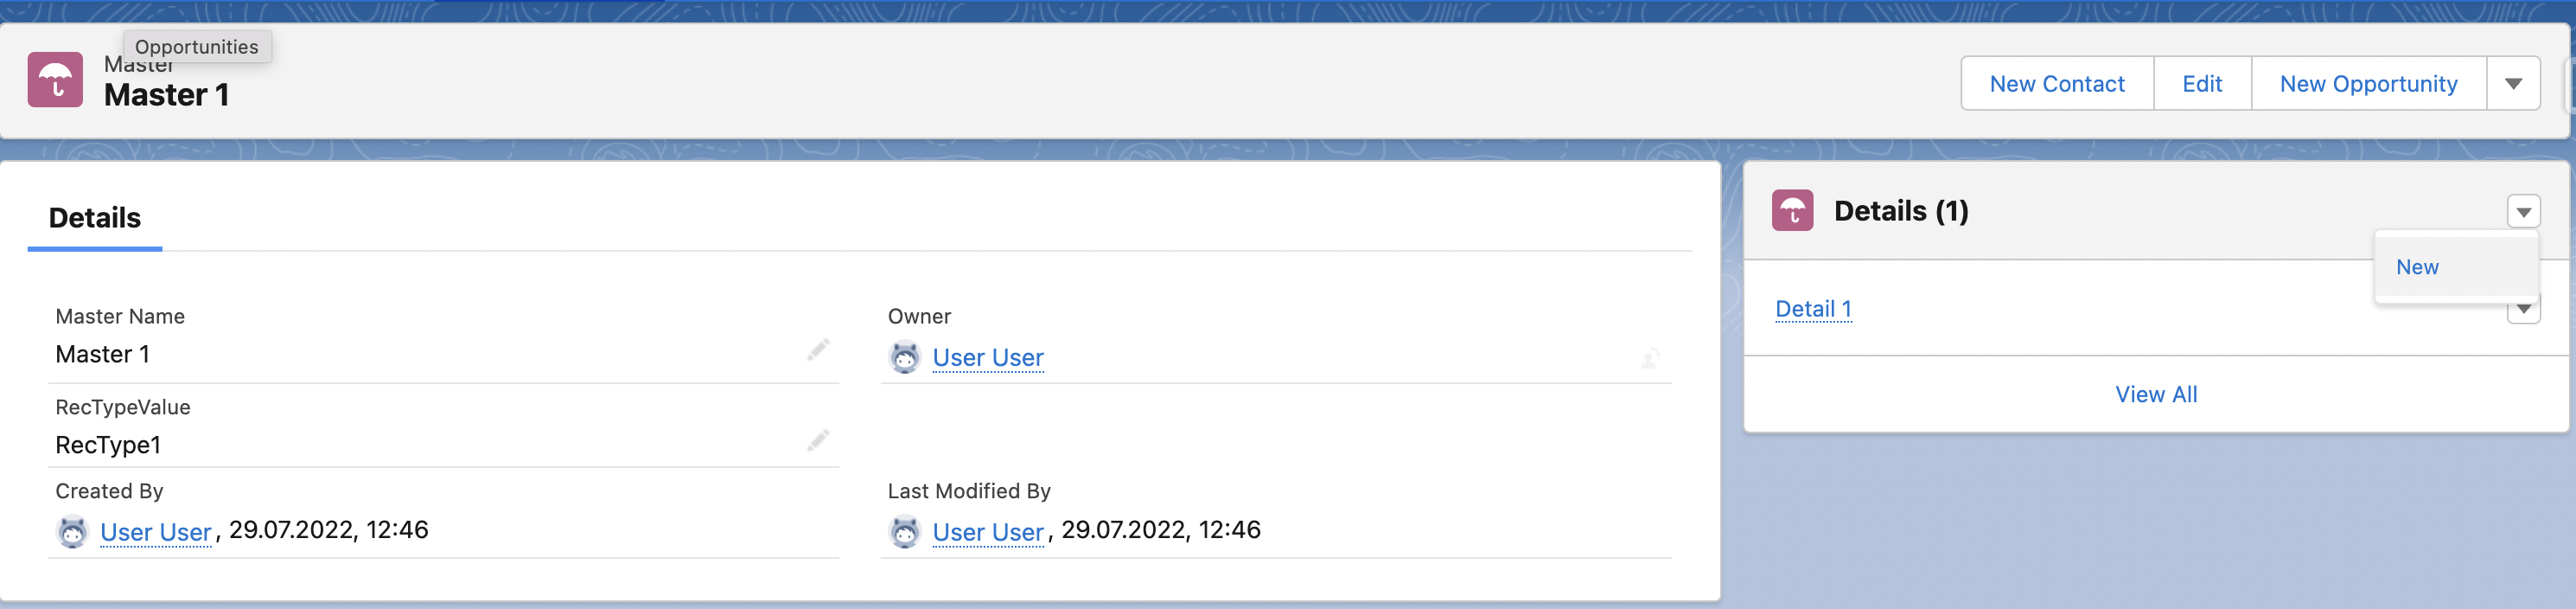 Opportunities
Master
Master 1
New Contact
Edit
New Opportunity
Details
Master Name
Master 1
Owner
User User
RecTypeValue
RecType1
Created By
User User, 29.07.2022, 12:46
Last Modified By
User User, 29.07.2022, 12:46
Details (1)
New
Detail 1
View All